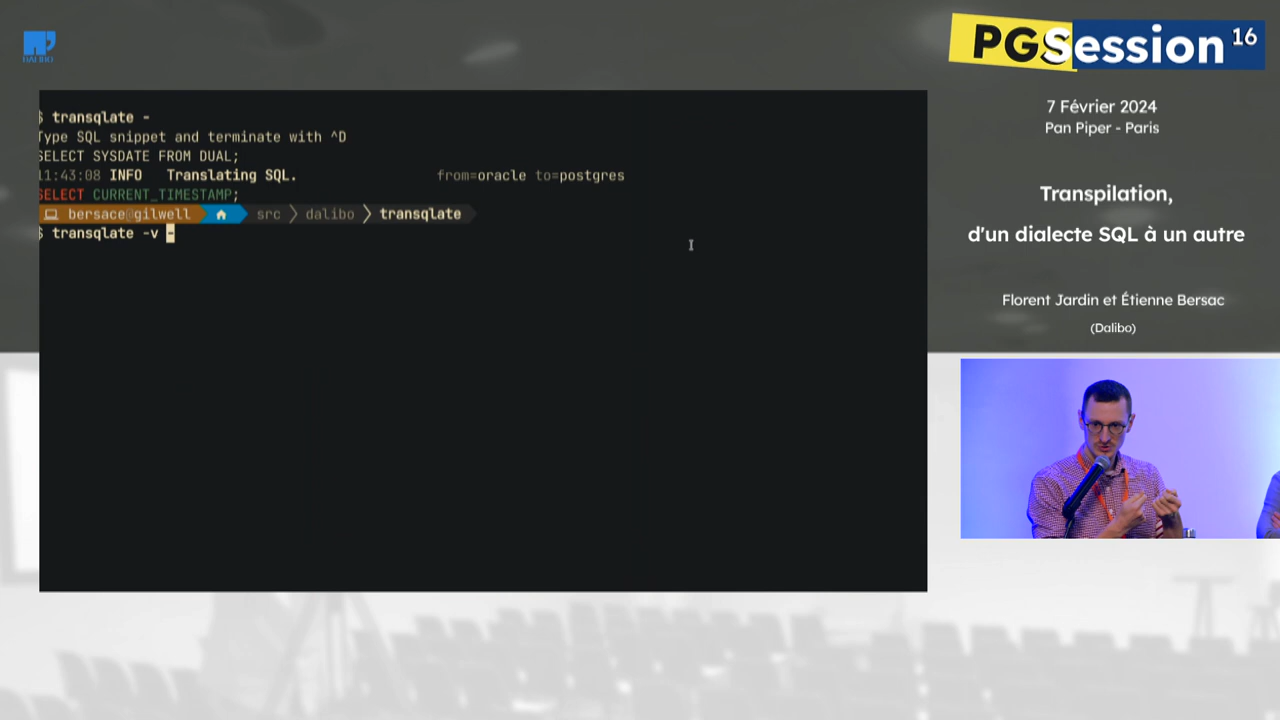 DALIBO
PGSession 16
7 Février 2024
Pan Piper - Paris
Transpilation,
d'un dialecte SQL à un autre
Florent Jardin et Étienne Bersac
(Dalibo)
$ transqlate -
Type SQL snippet and terminate with ^D
SELECT SYSDATE FROM DUAL;
11:43:08 INFO Translating SQL. from=oracle to=postgres
SELECT CURRENT_TIMESTAMP;
bersace@gilwell src dalibo transqlate
$ transqlate -v -